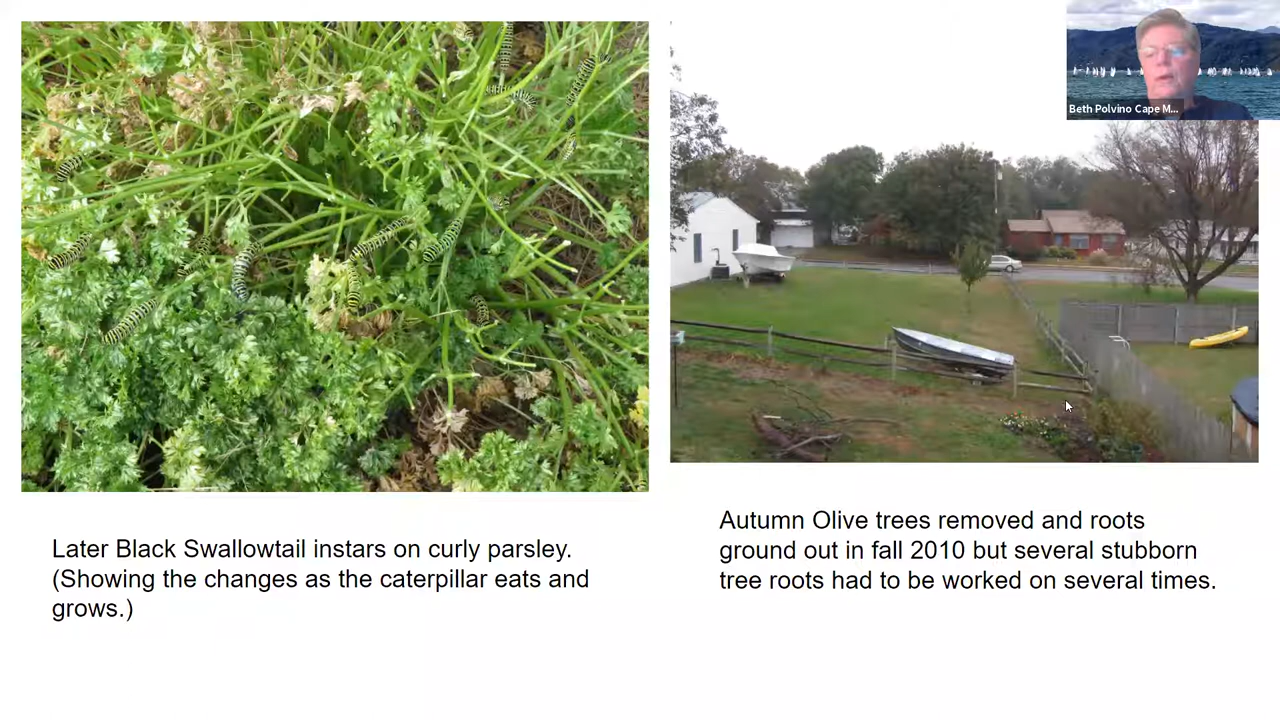 Beth Polvino Cape M...
Later Black Swallowtail instars on curly parsley.
(Showing the changes as the caterpillar eats and
grows.)
Autumn Olive trees removed and roots
ground out in fall 2010 but several stubborn
tree roots had to be worked on several times.